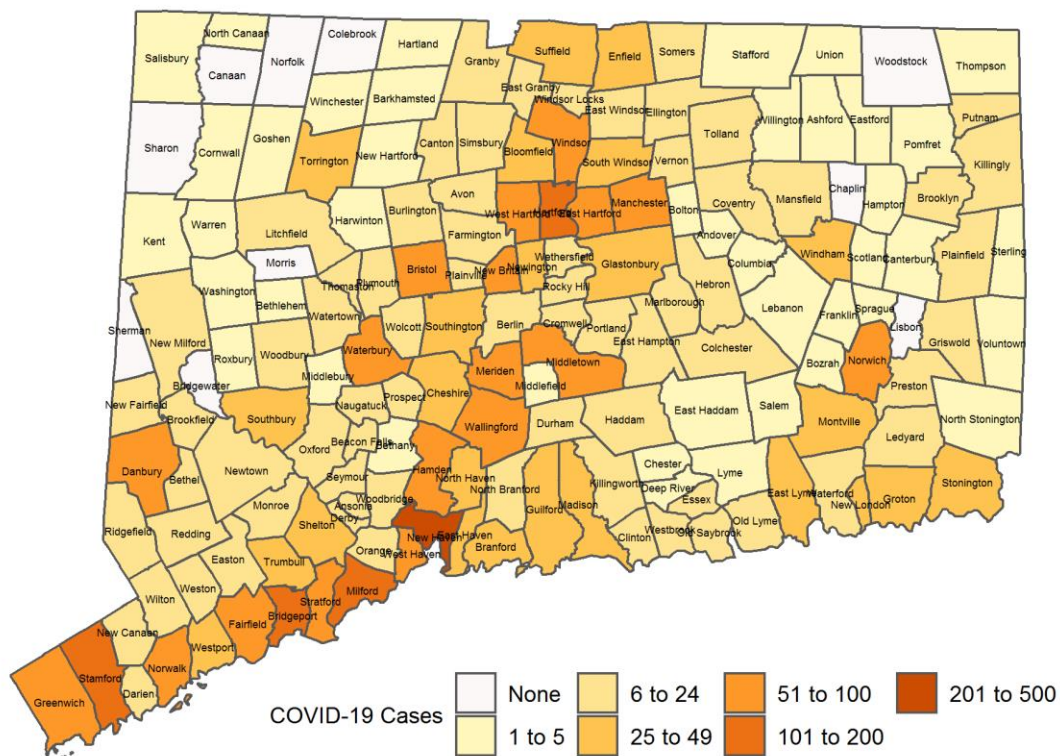 North Canaan
Colebrook
Hartland
Suffield
Enfield
Somers
Stafford
Union
Woodstock
Thompson
Salisbury
Canaan
Norfolk
Granby
East Granby
Windsor Locks
East Windsor
Ellington
Winchester
Barkhamsted
Willington
Ashford
Eastford
Putnam
Pomfret
Sharon
Cornwall
Goshen
Torrington
New Hartford
Canton
Simsbury
Bloomfield
Windsor
South Windsor
Vernon
Tolland
Killingly
Avon
West Hartford
Hartford
East Hartford
Manchester
Bolton
Coventry
Mansfield
Chaplin
Hampton
Brooklyn
Kent
Warren
Litchfield
Harwinton
Burlington
Farmington
Andover
Columbia
Windham
Scotland
Canterbury
Plainfield
Sterling
Morris
Bristol
Plainville
New Britain
Newington
Wethersfield
Glastonbury
Rocky Hill
Hebron
Washington
Bethlehem
Thomaston
Plymouth
Marlborough
Lebanon
Franklin
Sprague
Lisbon
Sherman
New Milford
Watertown
Wolcott
Southington
Berlin
Cromwell
Portland
East Hampton
Colchester
Griswold
Voluntown
Roxbury
Woodbury
Waterbury
Meriden
Middletown
Bozrah
Norwich
Bridgewater
Middlebury
Middlefield
Preston
New Fairfield
Brookfield
Southbury
Naugatuck
Prospect
Cheshire
Wallingford
Durham
Haddam
East Haddam
Salem
Montville
North Stonington
Danbury
Bethel
Newtown
Oxford
Beacon Falls
Bethany
Hamden
Ledyard
Seymour
North Haven
North Branford
Killingworth
Chester
Deep River
Lyme
Ridgefield
Redding
Monroe
Shelton
Ansonia
Derby
Woodbridge
Guilford
Madison
Essex
East Lyme
Waterford
New London
Groton
Stonington
Easton
Trumbull
Orange
New Haven
West Haven
East Haven
Branford
Clinton
Westbrook
Old Saybrook
Old Lyme
Wilton
Weston
Fairfield
Bridgeport
Stratford
Milford
New Canaan
Norwalk
Westport
Greenwich
Stamford
Darien
COVID-19 Cases
None
6 to 24
51 to 100
201 to 500
1 to 5
25 to 49
101 to 200